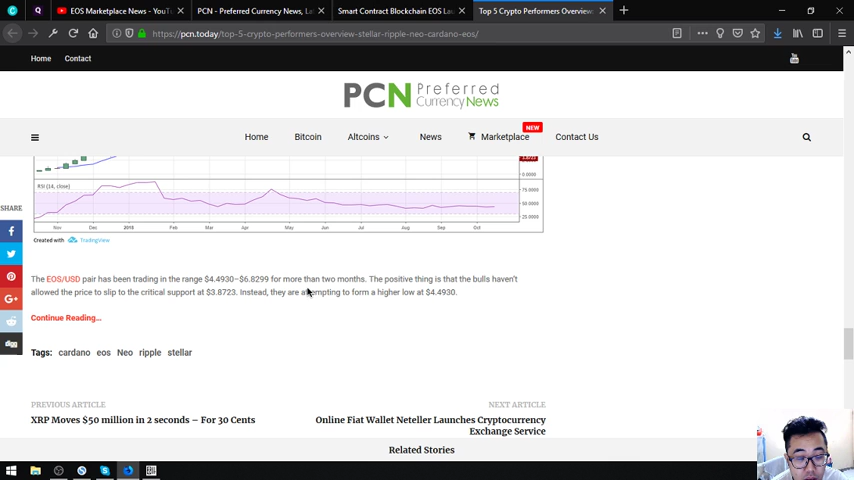 EOS Marketplace News - YouT
PCN - Preferred Currency News, La
Smart Contract Blockchain EOS Lau
Top 5 Crypto Performers Overview:
https://pcn.today/top-5-crypto-performers-overview-stellar-ripple-neo-cardano-eos/
Home Contact
PCN Preferred Currency News
NEW
Home Bitcoin Altcoins News Marketplace Contact Us
3.8723
0.0000
RSI (14, close)
75.0000
50.0000
25.0000
Nov Dec 2018 Feb Mar Apr May Jun Jul Aug Sep Oct
Created with TradingView
SHARE
The EOS/USD pair has been trading in the range $4.4930–$6.8299 for more than two months. The positive thing is that the bulls haven't
allowed the price to slip to the critical support at $3.8723. Instead, they are attempting to form a higher low at $4.4930.
Continue Reading...
Tags: cardano eos Neo ripple stellar
PREVIOUS ARTICLE
XRP Moves $50 million in 2 seconds – For 30 Cents
NEXT ARTICLE
Online Fiat Wallet Neteller Launches Cryptocurrency
Exchange Service
Related Stories